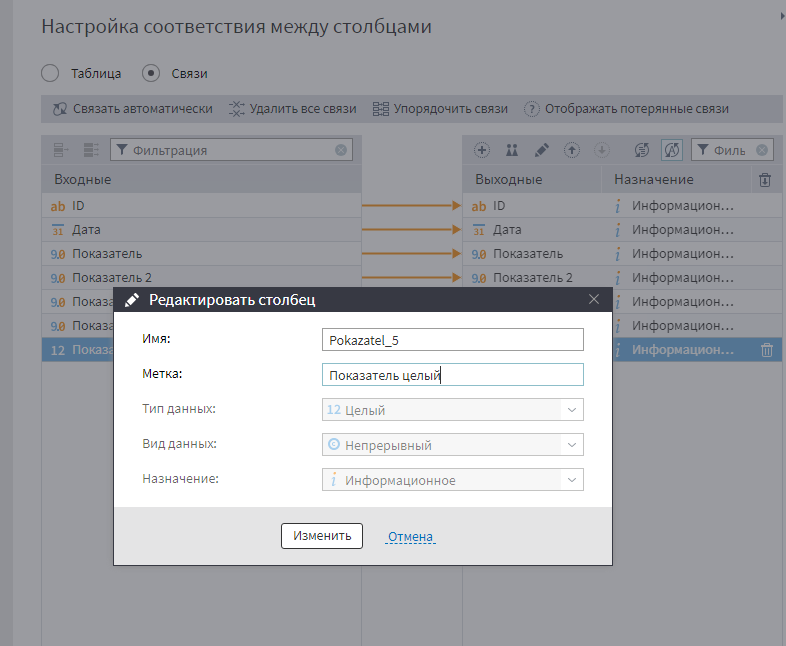 Настройка соответствия между столбцами
Таблица Связи
Связать автоматически Удалить все связи Упорядочить связи ? Отображать потерянные связи
Фильтрация Филь
Входные Выходные Назначение
ab ID ab ID i Информацион...
31 Дата 31 Дата i Информацион...
9.0 Показатель 9.0 Показатель i Информацион...
9.0 Показатель 2 9.0 Показатель 2 i Информацион...
9.0 Показа i Информацион...
9.0 Показа i Информацион...
12 Показа i Информацион...
Редактировать столбец
Имя: Pokazatel_5
Метка: Показатель целый
Тип данных: 12 Целый
Вид данных: Непрерывный
Назначение: i Информационное
Изменить Отмена